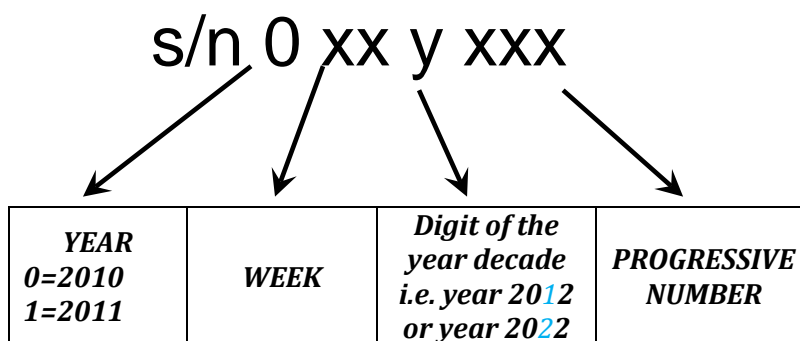 s/n 0 xx y xxx
YEAR
0=2010
1=2011
WEEK
Digit of the
year decade
i.e. year 2012
or year 2022
PROGRESSIVE
NUMBER